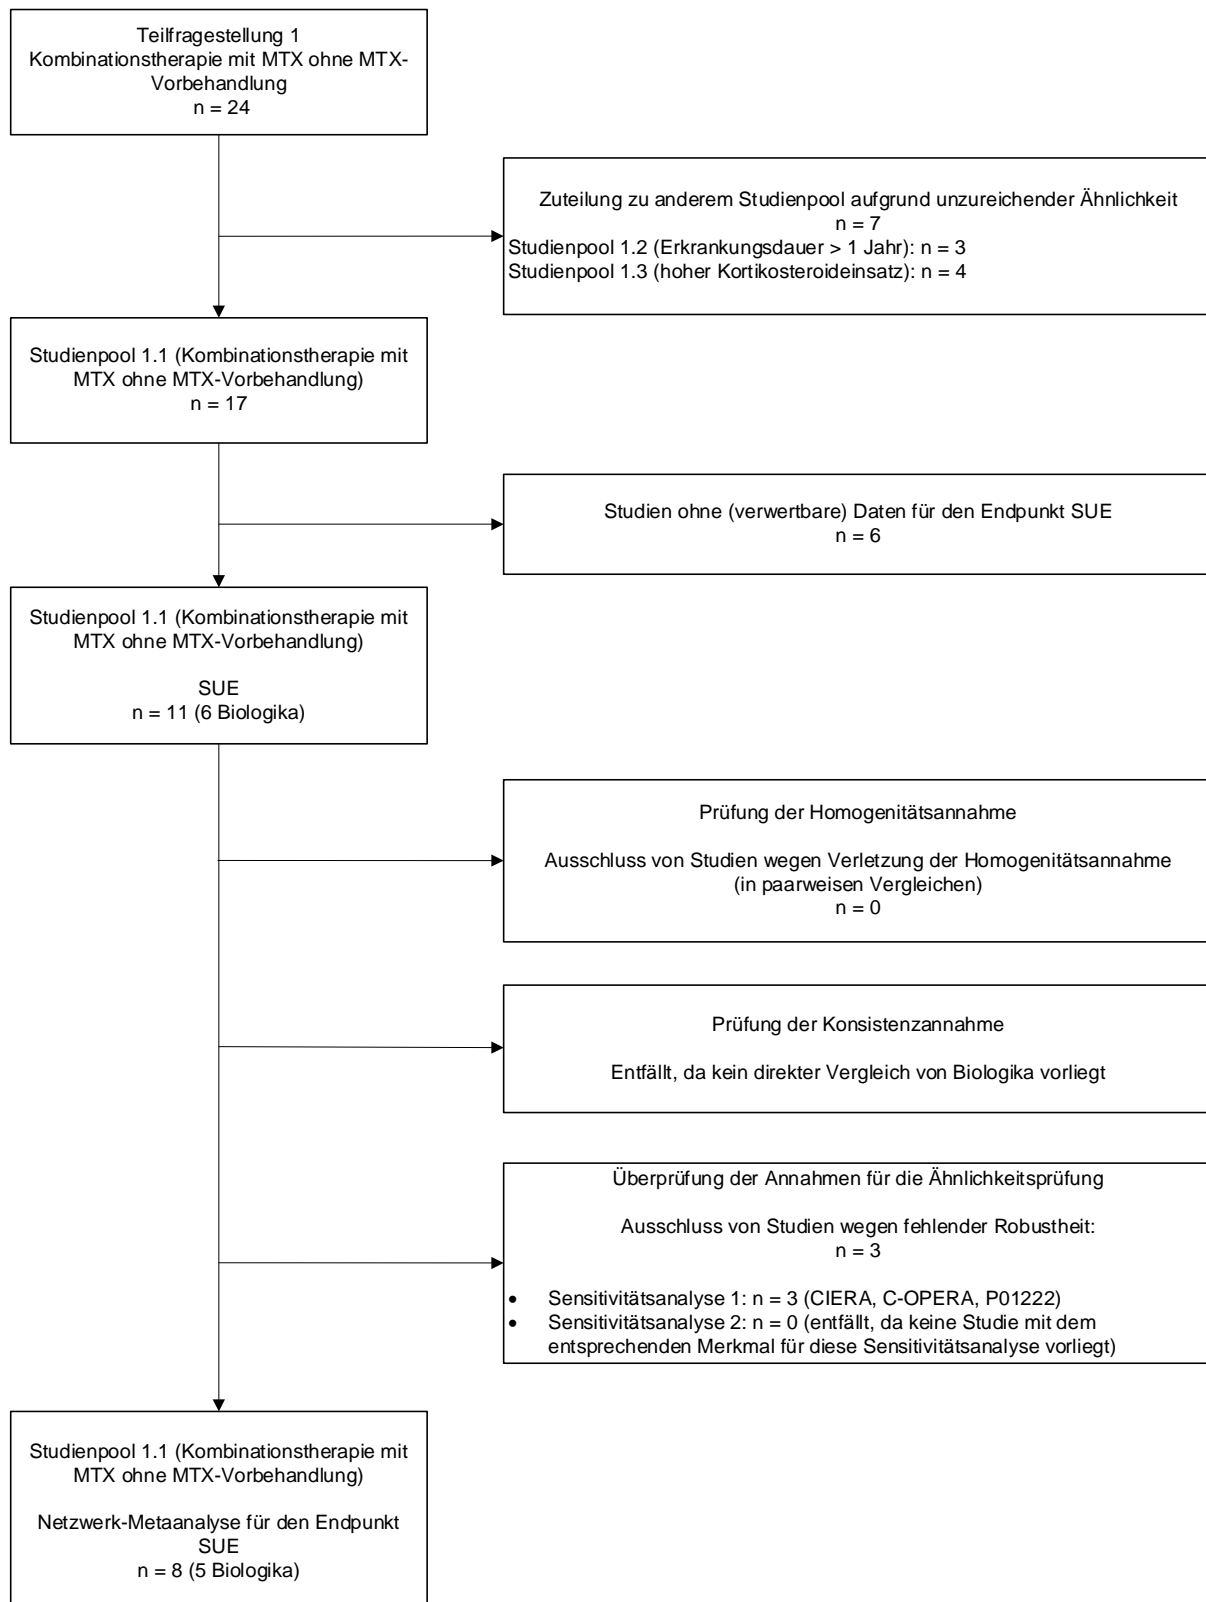 Teilfragestellung 1
Kombinationstherapie mit MTX ohne MTX-
Vorbehandlung
n = 24
Zuteilung zu anderem Studienpool aufgrund unzureichender Ähnlichkeit
n = 7
Studienpool 1.2 (Erkrankungsdauer > 1 Jahr): n = 3
Studienpool 1.3 (hoher Kortikosteroideinsatz): n = 4
Studienpool 1.1 (Kombinationstherapie mit
MTX ohne MTX-Vorbehandlung)
n = 17
Studien ohne (verwertbare) Daten für den Endpunkt SUE
n = 6
Studienpool 1.1 (Kombinationstherapie mit
MTX ohne MTX-Vorbehandlung)
SUE
n = 11 (6 Biologika)
Prüfung der Homogenitätsannahme
Ausschluss von Studien wegen Verletzung der Homogenitätsannahme
(in paarweisen Vergleichen)
n = 0
Prüfung der Konsistenzannahme
Entfällt, da kein direkter Vergleich von Biologika vorliegt
Überprüfung der Annahmen für die Ähnlichkeitsprüfung
Ausschluss von Studien wegen fehlender Robustheit:
n = 3
• Sensitivitätsanalyse 1: n = 3 (CIERA, C-OPERA, P01222)
• Sensitivitätsanalyse 2: n = 0 (entfällt, da keine Studie mit dem
entsprechenden Merkmal für diese Sensitivitätsanalyse vorliegt)
Studienpool 1.1 (Kombinationstherapie mit
MTX ohne MTX-Vorbehandlung)
Netzwerk-Metaanalyse für den Endpunkt
SUE
n = 8 (5 Biologika)